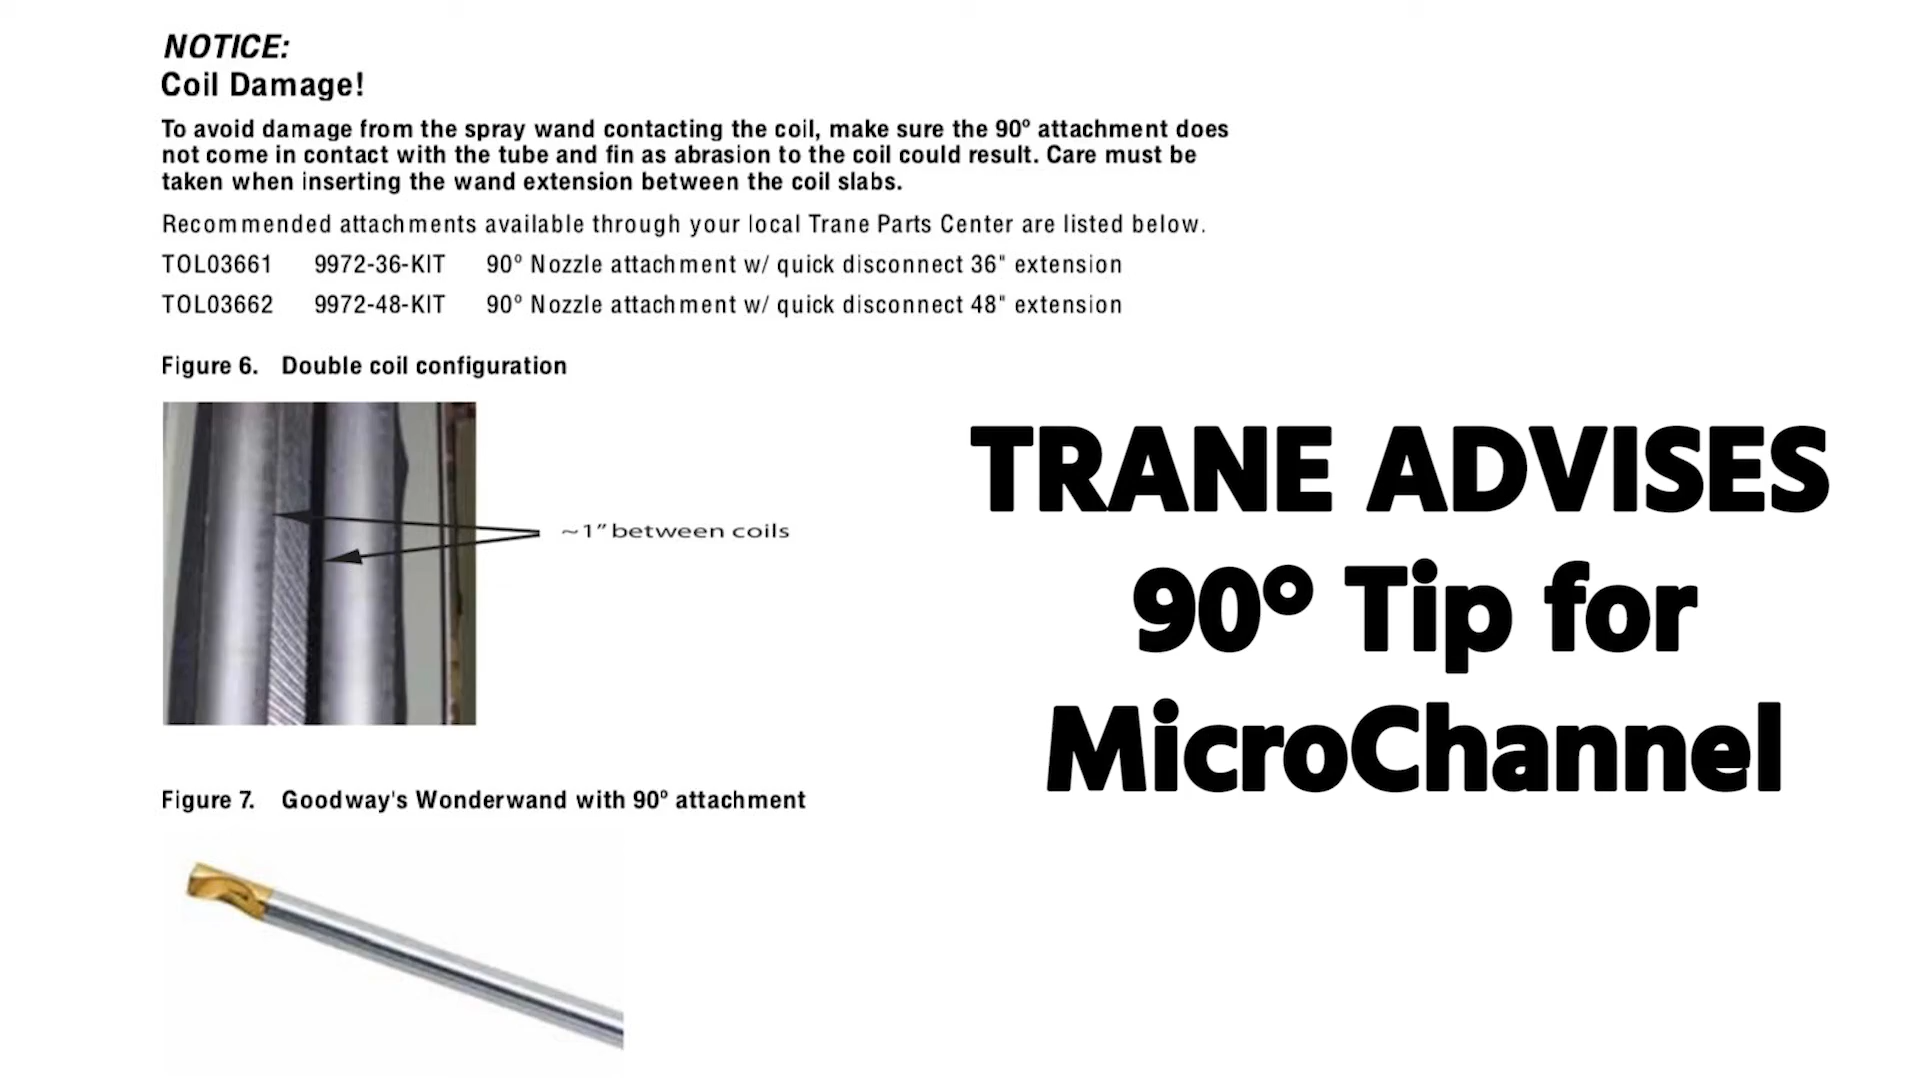 NOTICE:
Coil Damage!
To avoid damage from the spray wand contacting the coil, make sure the 90º attachment does
not come in contact with the tube and fin as abrasion to the coil could result. Care must be
taken when inserting the wand extension between the coil slabs.
Recommended attachments available through your local Trane Parts Center are listed below.
TOL03661 9972-36-KIT 90º Nozzle attachment w/ quick disconnect 36" extension
TOL03662 9972-48-KIT 90º Nozzle attachment w/ quick disconnect 48" extension
Figure 6. Double coil configuration
~1" between coils
Figure 7. Goodway's Wonderwand with 90º attachment
TRANE ADVISES
90º Tip for
MicroChannel